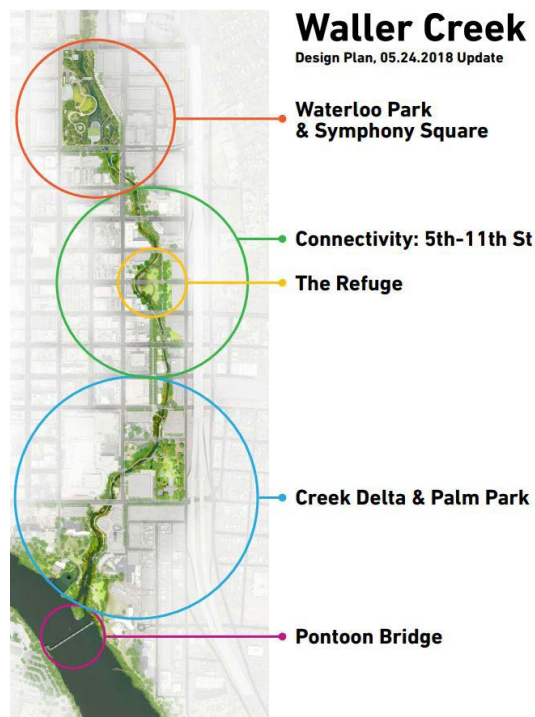 Waller Creek
Design Plan, 05.24.2018 Update
Waterloo Park
& Symphony Square
Connectivity: 5th-11th St
The Refuge
Creek Delta & Palm Park
Pontoon Bridge